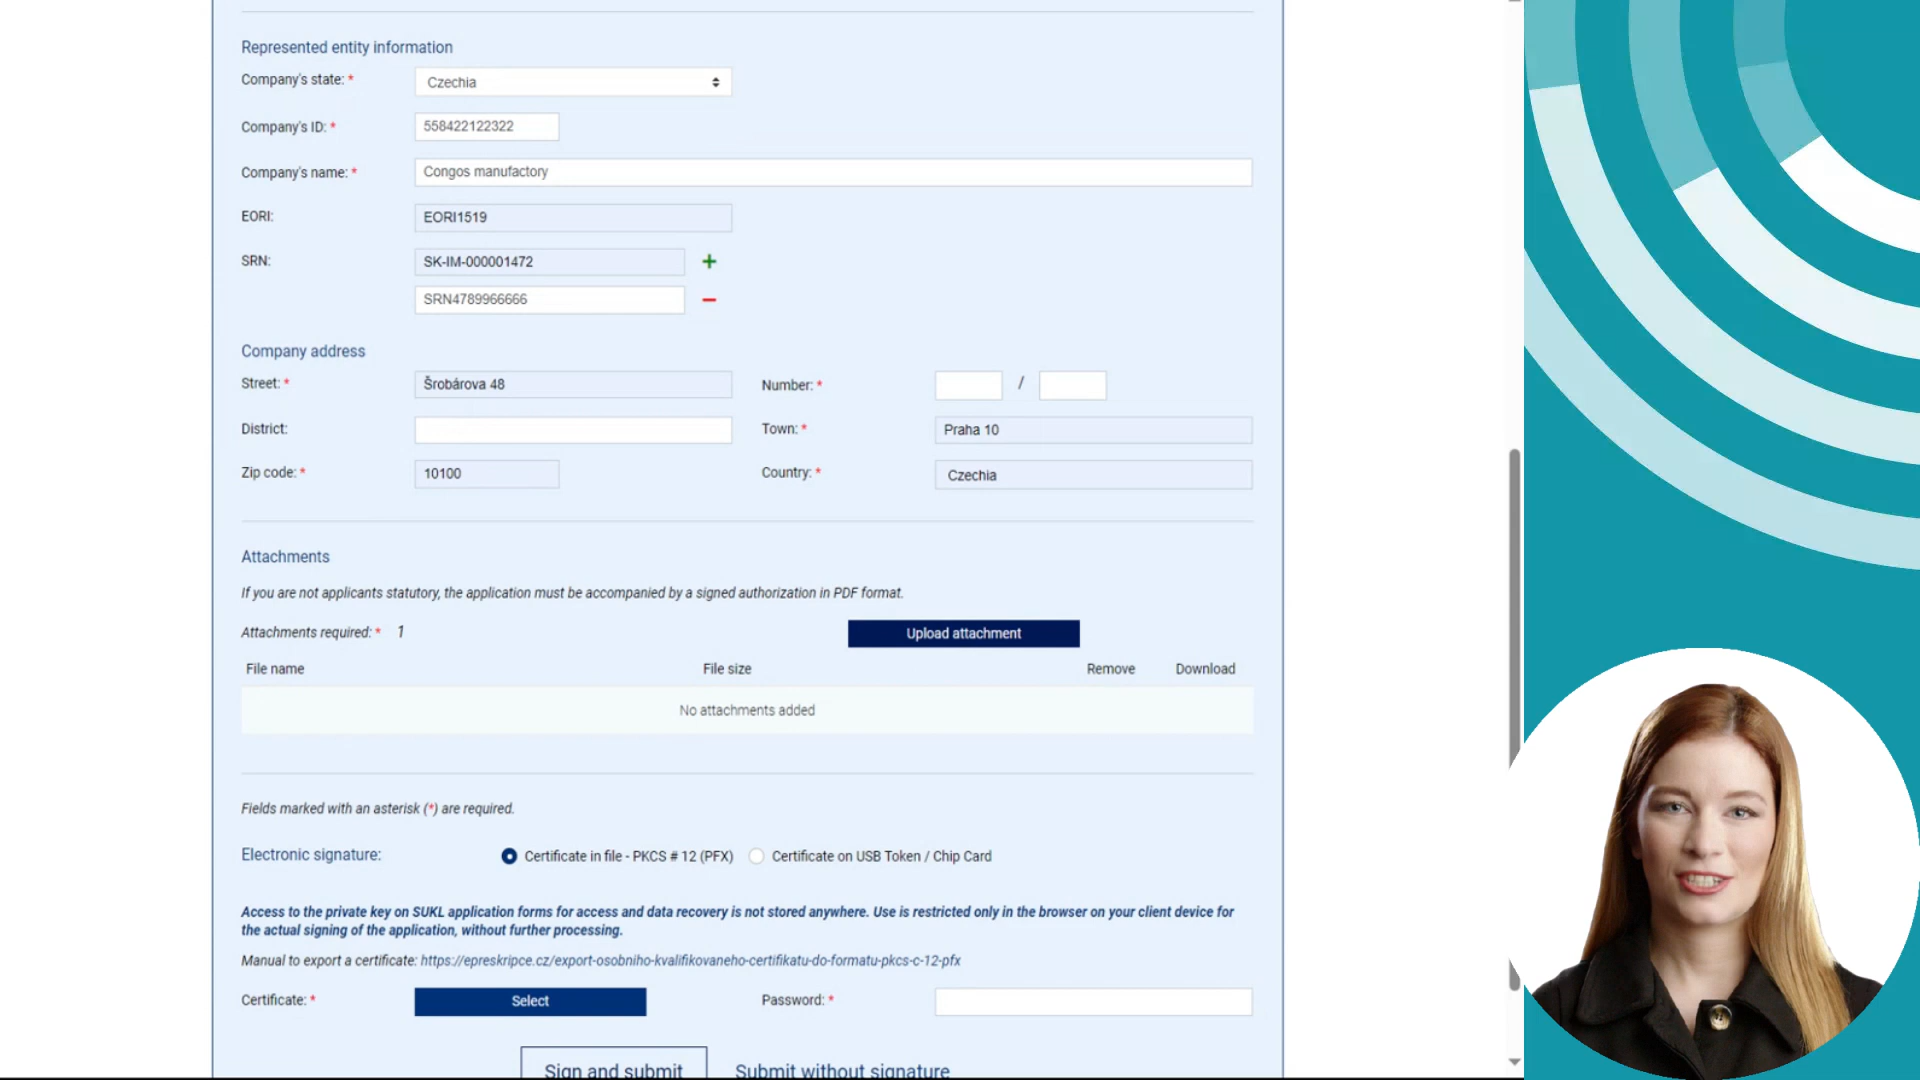 Represented entity information
Company's state: * Czechia
Company's ID: * 558422122322
Company's name: * Congos manufactory
EORI: EORI1519
SRN: SK-IM-000001472 +
SRN4789966666 −
Company address
Street: * Šrobárova 48 Number: * /
District: Town: * Praha 10
Zip code: * 10100 Country: * Czechia
Attachments
If you are not applicants statutory, the application must be accompanied by a signed authorization in PDF format.
Attachments required: * 1 Upload attachment
File name File size Remove Download
No attachments added
Fields marked with an asterisk (*) are required.
Electronic signature: Certificate in file - PKCS # 12 (PFX) Certificate on USB Token / Chip Card
Access to the private key on SUKL application forms for access and data recovery is not stored anywhere. Use is restricted only in the browser on your client device for
the actual signing of the application, without further processing.
Manual to export a certificate: https://epreskripce.cz/export-osobniho-kvalifikovaneho-certifikatu-do-formatu-pkcs-c-12-pfx
Certificate: * Select Password: *
Sign and submit Submit without signature